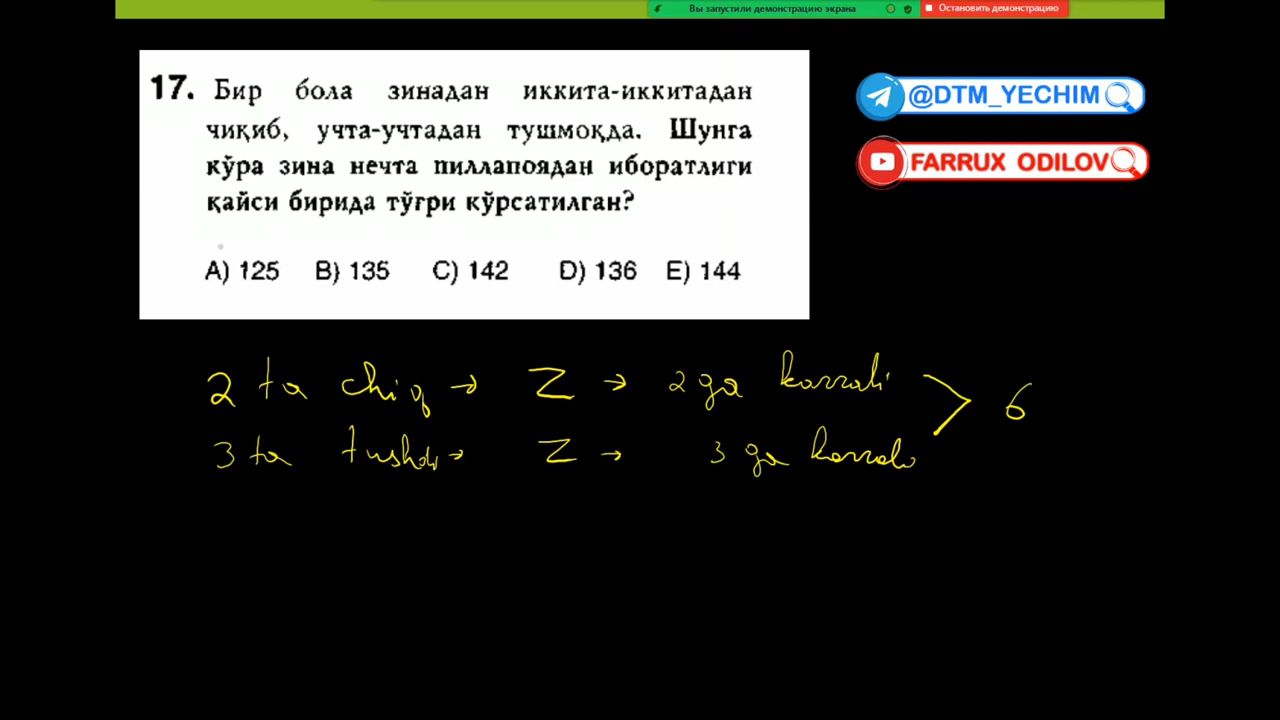 Вы запустили демонстрацию экрана
Остановить демонстрацию
17. Бир бола зинадан иккита-иккитадан
чиқиб, учта-учтадан тушмоқда. Шунга
кўра зина нечта пиллапоядан иборатлиги
қайси бирида тўғри кўрсатилган?
A) 125 B) 135 C) 142 D) 136 E) 144
@DTM_YECHIM
FARRUX ODILOV
2 ta chiq → Z → 2 ga karrali 6
3 ta tushdi → Z → 3 ga karrali